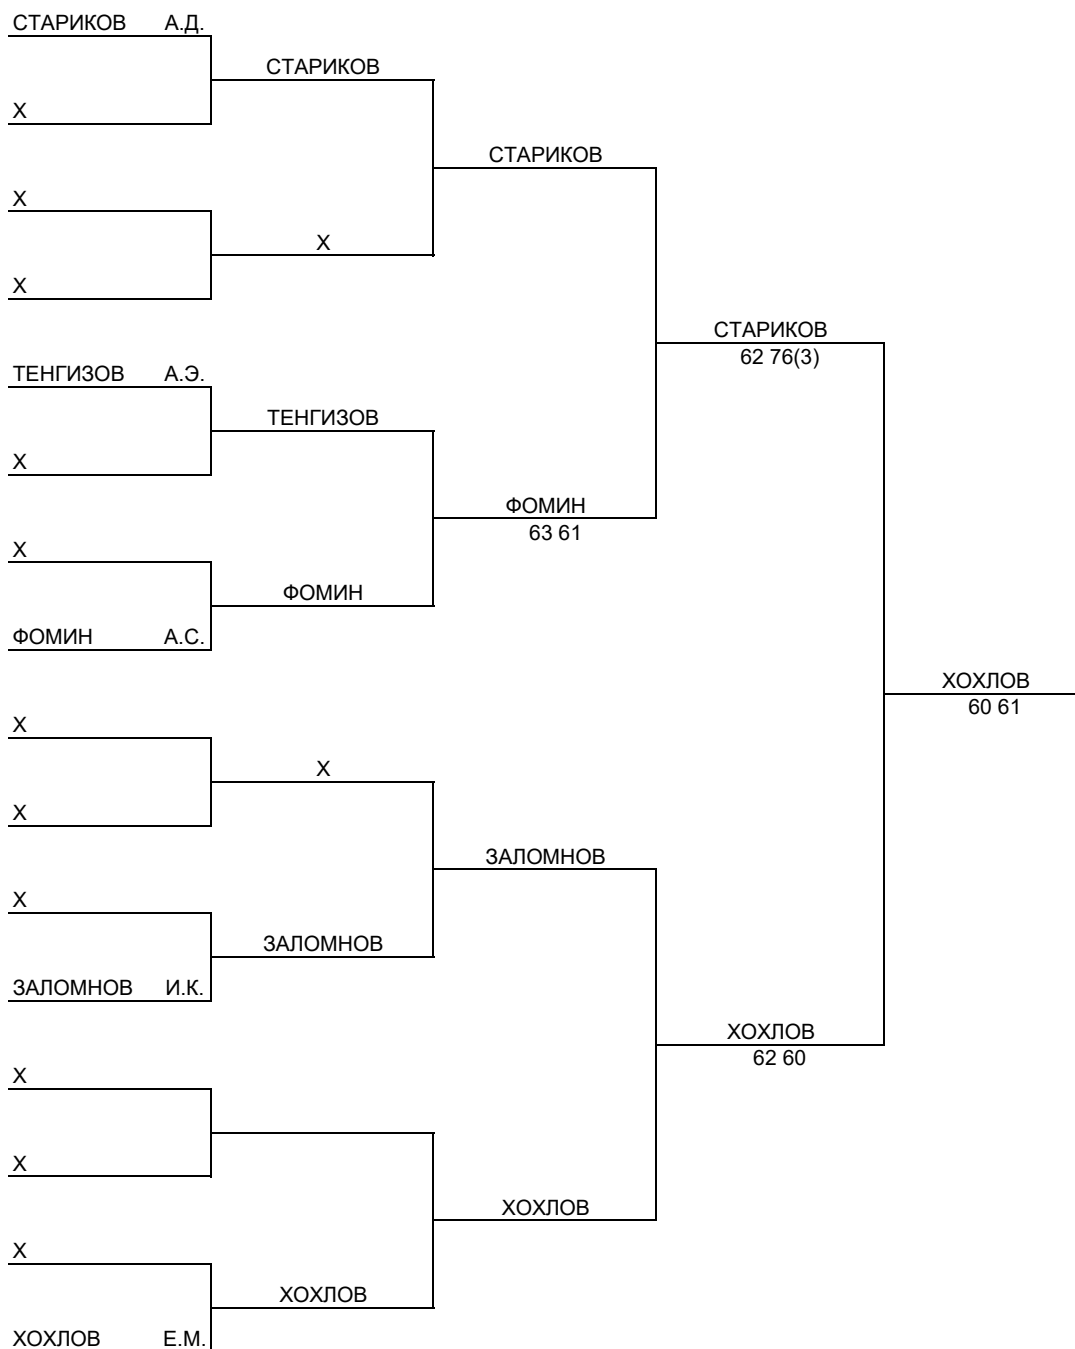 СТАРИКОВ А.Д.
СТАРИКОВ
X
СТАРИКОВ
X
X
X
СТАРИКОВ
62 76(3)
ТЕНГИЗОВ А.Э.
ТЕНГИЗОВ
X
ФОМИН
63 61
X
ФОМИН
ФОМИН А.С.
ХОХЛОВ
60 61
X
X
X
ЗАЛОМНОВ
X
ЗАЛОМНОВ
ЗАЛОМНОВ И.К.
ХОХЛОВ
62 60
X
X
ХОХЛОВ
X
ХОХЛОВ
ХОХЛОВ Е.М.